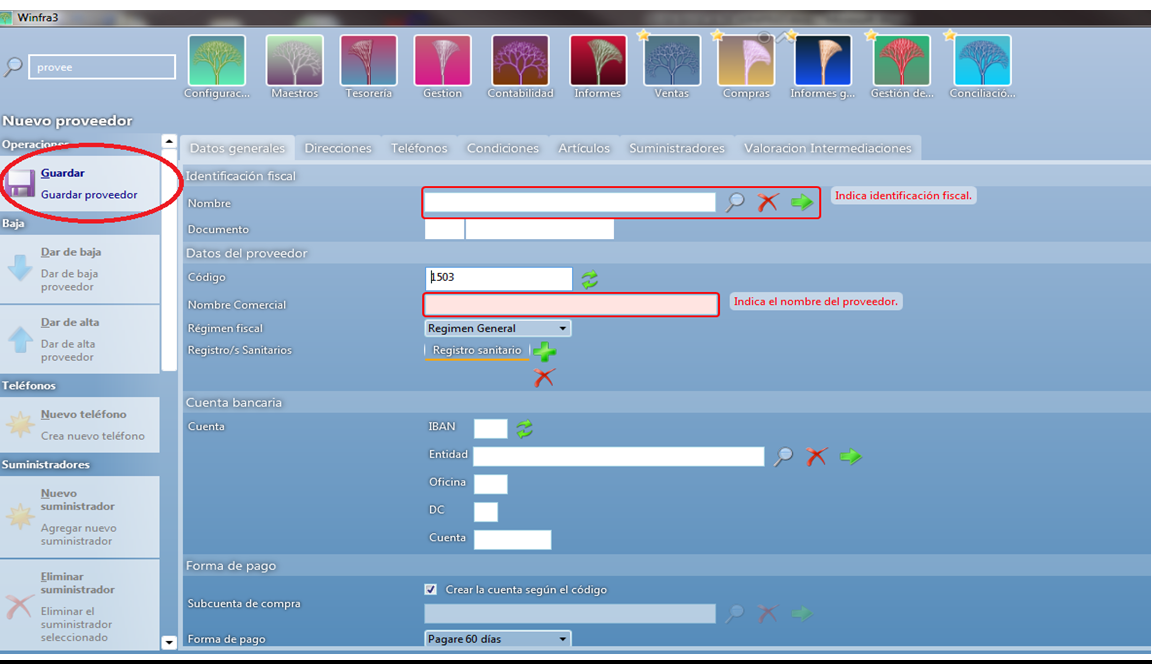 Winfra3
provee
Configurac... Maestros Tesorería Gestion Contabilidad Informes Ventas Compras Informes g... Gestión de... Conciliació...
Nuevo proveedor
Operaciones
Guardar
Guardar proveedor
Baja
Dar de baja
Dar de baja
proveedor
Dar de alta
Dar de alta
proveedor
Teléfonos
Nuevo teléfono
Crea nuevo teléfono
Suministradores
Nuevo
suministrador
Agregar nuevo
suministrador
Eliminar
suministrador
Eliminar el
suministrador
seleccionado
Datos generales Direcciones Teléfonos Condiciones Articulos Suministradores Valoracion Intermediaciones
Identificación fiscal
Nombre Indica identificación fiscal.
Documento
Datos del proveedor
Código 1503
Nombre Comercial Indica el nombre del proveedor.
Régimen fiscal Regimen General
Registro/s Sanitarios Registro sanitario
Cuenta bancaria
Cuenta IBAN
Entidad
Oficina
DC
Cuenta
Forma de pago
Crear la cuenta según el código
Subcuenta de compra
Forma de pago Pagare 60 días